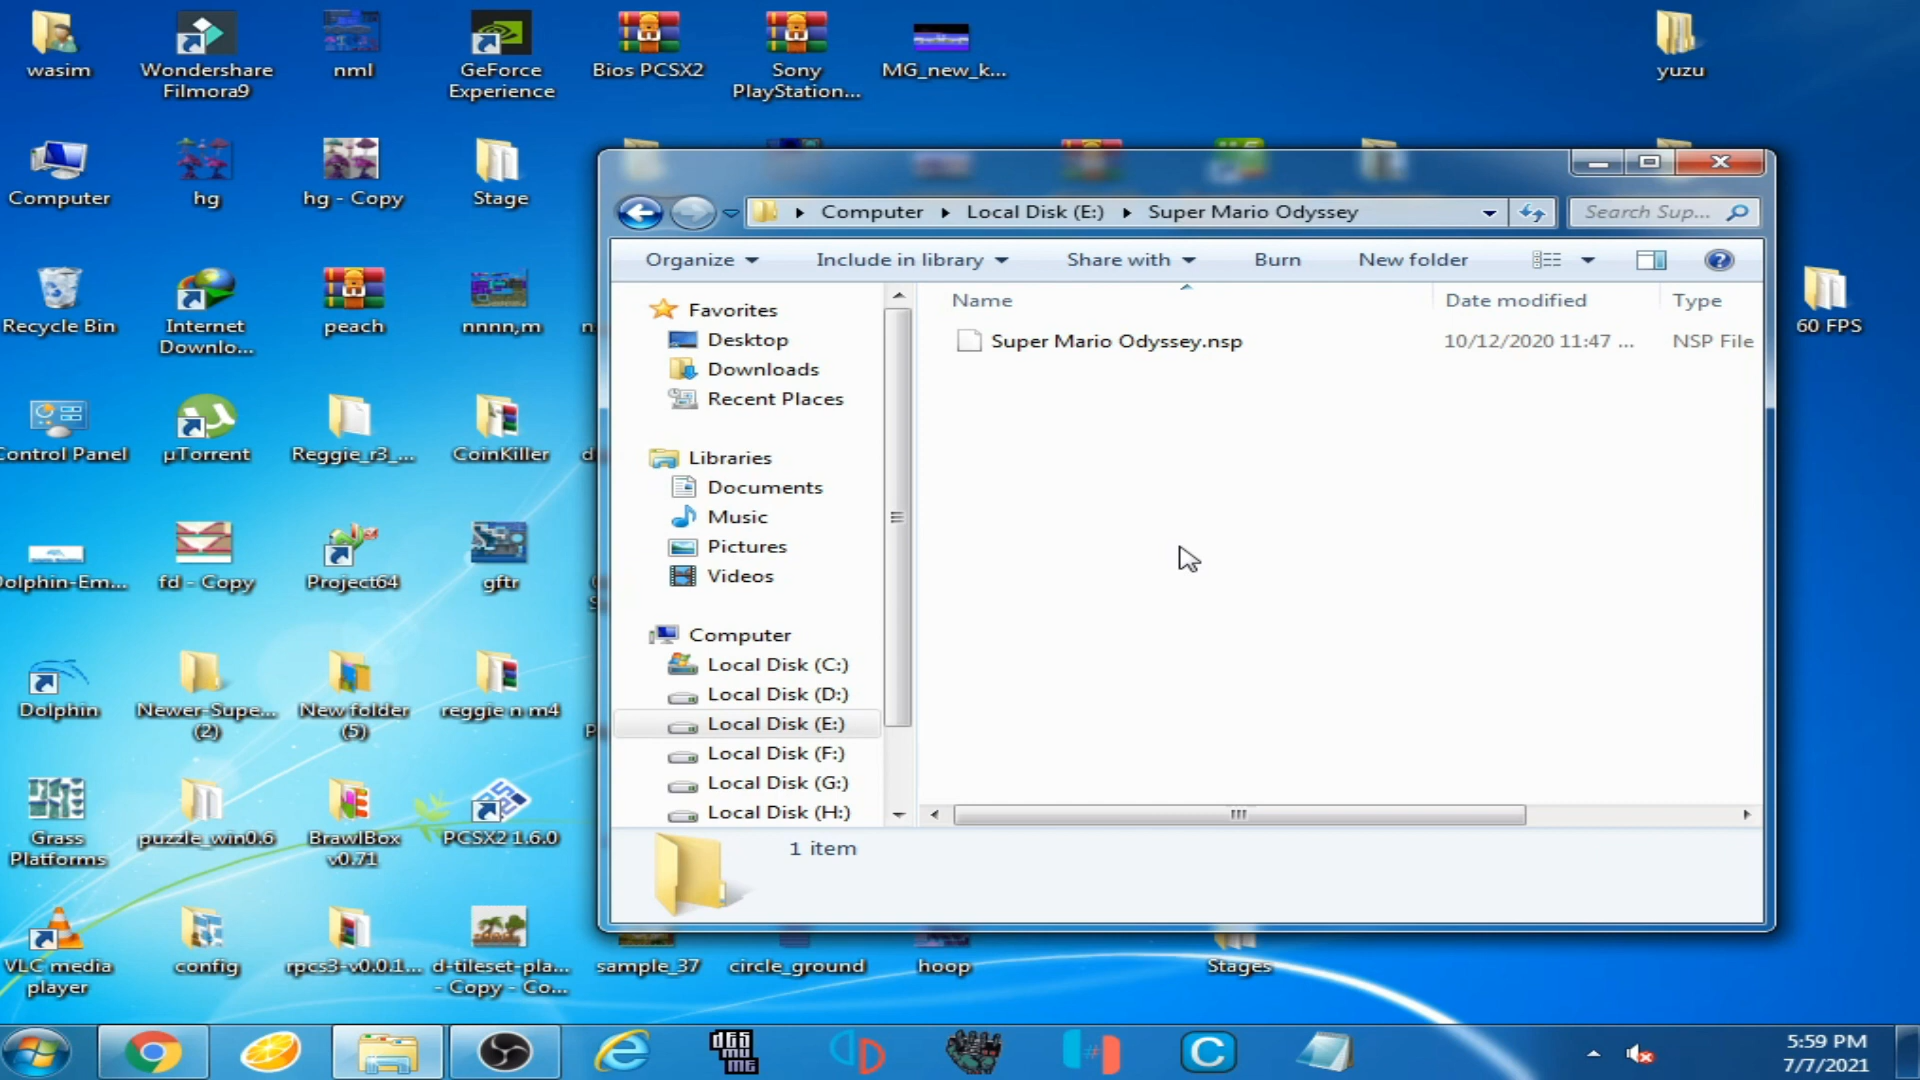 wasim
Wondershare
Filmora9
nml
GeForce
Experience
Bios PCSX2
Sony
PlayStation...
MG_new_k...
yuzu
Computer
hg
hg - Copy
Stage
Recycle Bin
Internet
Downlo...
peach
nnnn,m
60 FPS
Control Panel
µTorrent
Reggie_r3_...
CoinKiller
Dolphin-Em...
fd - Copy
Project64
gftr
Dolphin
Newer-Supe...
(2)
New folder
(5)
reggie n m4
Grass
Platforms
puzzle_win0.6
BrawlBox
v0.71
PCSX2 1.6.0
VLC media
player
config
rpcs3-v0.0.1...
d-tileset-pla...
- Copy - Co...
sample_37
circle_ground
hoop
Stages
Computer
Local Disk (E:)
Super Mario Odyssey
Search Sup...
Organize
Include in library
Share with
Burn
New folder
Favorites
Desktop
Downloads
Recent Places
Libraries
Documents
Music
Pictures
Videos
Computer
Local Disk (C:)
Local Disk (D:)
Local Disk (E:)
Local Disk (F:)
Local Disk (G:)
Local Disk (H:)
Name
Date modified
Type
Super Mario Odyssey.nsp
10/12/2020 11:47 ...
NSP File
1 item
5:59 PM
7/7/2021